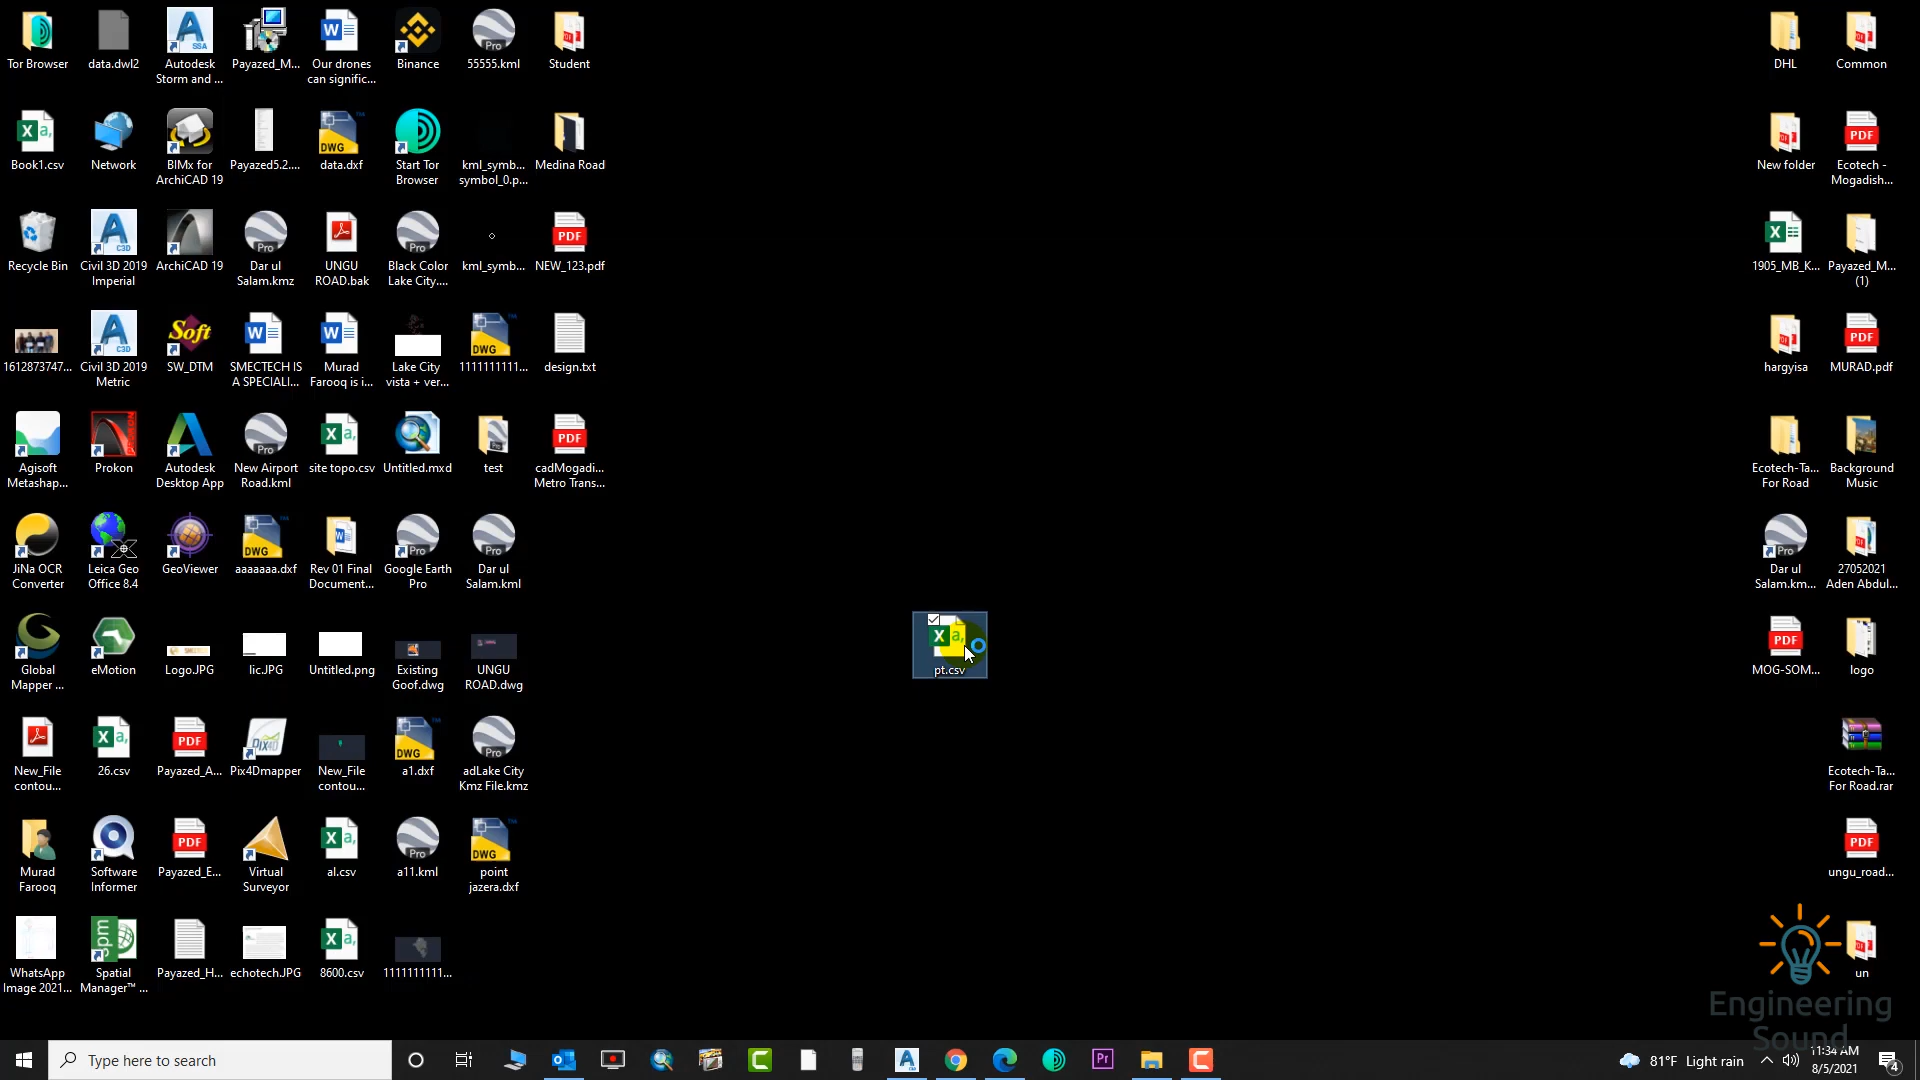 Tor Browser
data.dwl2
Autodesk
Storm and ...
Payazed_M...
Our drones
can signific...
Binance
55555.kml
Student
DHL
Common
Book1.csv
Network
BIMx for
ArchiCAD 19
Payazed5.2....
data.dxf
Start Tor
Browser
kml_symb...
symbol_0.p...
Medina Road
New folder
Ecotech -
Mogadish...
Recycle Bin
Civil 3D 2019
Imperial
ArchiCAD 19
Dar ul
Salam.kmz
UNGU
ROAD.bak
Black Color
Lake City....
kml_symb...
NEW_123.pdf
1905_MB_K...
Payazed_M...
(1)
1612873747...
Civil 3D 2019
Metric
SW_DTM
SMECTECH IS
A SPECIALI...
Murad
Farooq is i...
Lake City
vista + ver...
1111111111...
design.txt
hargyisa
MURAD.pdf
Agisoft
Metashap...
Prokon
Autodesk
Desktop App
New Airport
Road.kml
site topo.csv
Untitled.mxd
test
cadMogadi...
Metro Trans...
Ecotech-Ta...
For Road
Background
Music
JiNa OCR
Converter
Leica Geo
Office 8.4
GeoViewer
aaaaaaa.dxf
Rev 01 Final
Document...
Google Earth
Pro
Dar ul
Salam.kml
Dar ul
Salam.km...
27052021
Aden Abdul...
Global
Mapper ...
eMotion
Logo.JPG
lic.JPG
Untitled.png
Existing
Goof.dwg
UNGU
ROAD.dwg
pt.csv
MOG-SOM...
logo
New_File
contou...
26.csv
Payazed_A...
Pix4Dmapper
New_File
contou...
a1.dxf
adLake City
Kmz File.kmz
Ecotech-Ta...
For Road.rar
Murad
Farooq
Software
Informer
Payazed_E...
Virtual
Surveyor
al.csv
a11.kml
point
jazera.dxf
ungu_road...
WhatsApp
Image 2021...
Spatial
Manager™ ...
Payazed_H...
echotech.JPG
8600.csv
1111111111...
un
Engineering
Sound
Type here to search
81°F Light rain
11:34 AM
8/5/2021
4